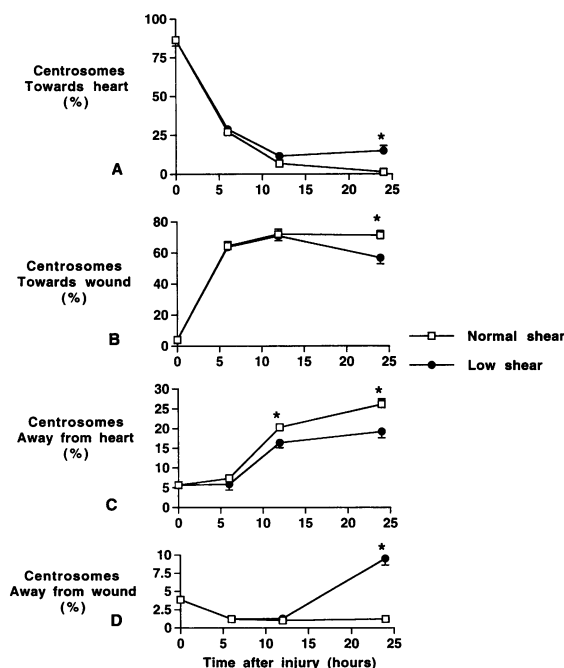 100
75
50
25
0
Centrosomes
Towards heart
(%)
A
*
0 5 10 15 20 25
80
60
40
20
0
Centrosomes
Towards wound
(%)
B
*
0 5 10 15 20 25
Normal shear
Low shear
30
25
20
15
10
5
0
Centrosomes
Away from heart
(%)
C
* *
0 5 10 15 20 25
10
7.5
5
2.5
0
Centrosomes
Away from wound
(%)
D
*
0 5 10 15 20 25
Time after injury (hours)